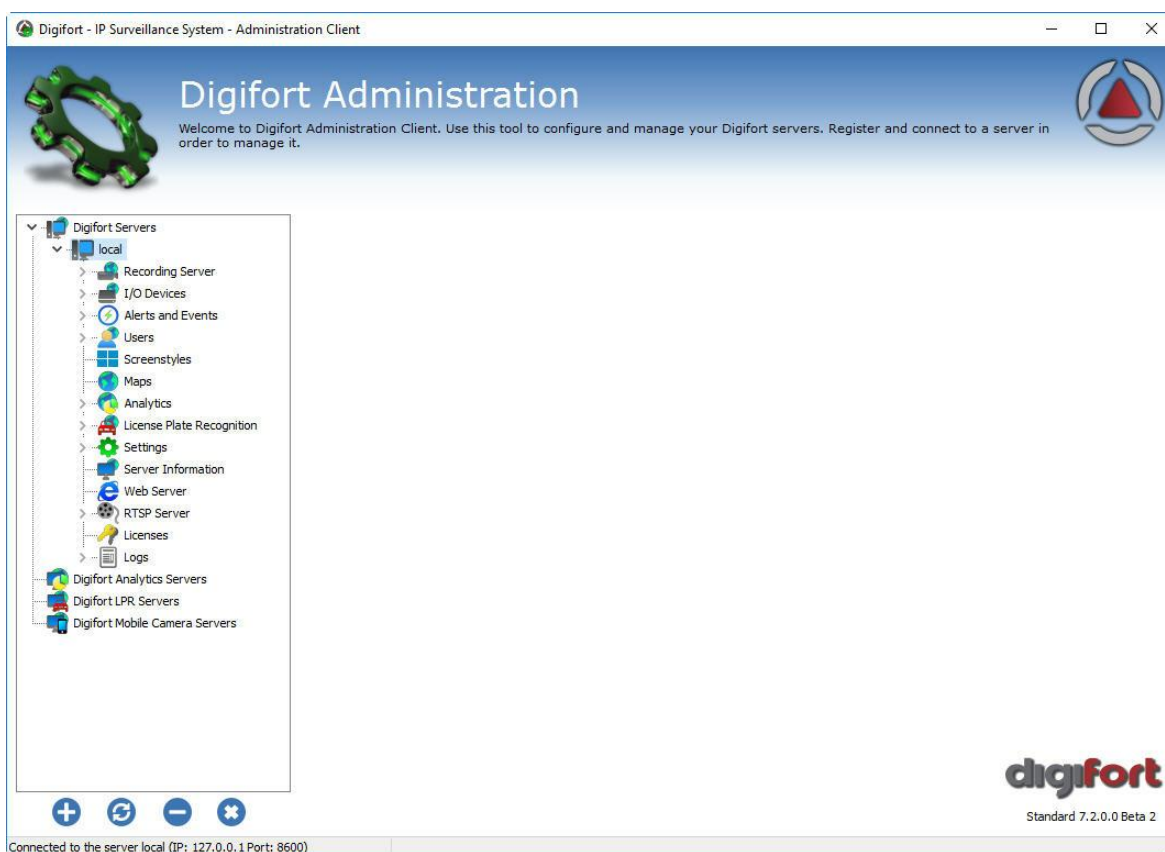 Digifort - IP Surveillance System - Administration Client
Digifort Administration
Welcome to Digifort Administration Client. Use this tool to configure and manage your Digifort servers. Register and connect to a server in
order to manage it.
Digifort Servers
local
Recording Server
I/O Devices
Alerts and Events
Users
Screenstyles
Maps
Analytics
License Plate Recognition
Settings
Server Information
Web Server
RTSP Server
Licenses
Logs
Digifort Analytics Servers
Digifort LPR Servers
Digifort Mobile Camera Servers
digifort
Standard 7.2.0.0 Beta 2
Connected to the server local (IP: 127.0.0.1 Port: 8600)